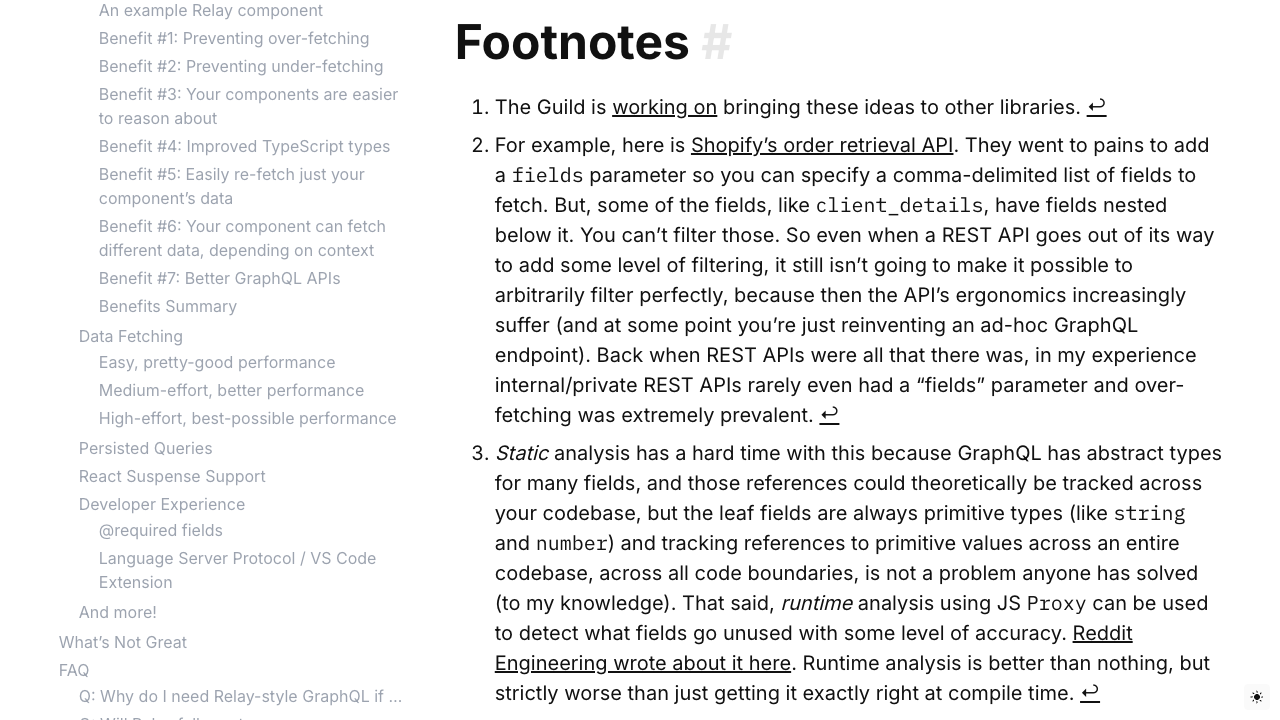 An example Relay component
Benefit #1: Preventing over-fetching
Benefit #2: Preventing under-fetching
Benefit #3: Your components are easier
to reason about
Benefit #4: Improved TypeScript types
Benefit #5: Easily re-fetch just your
component’s data
Benefit #6: Your component can fetch
different data, depending on context
Benefit #7: Better GraphQL APIs
Benefits Summary
Data Fetching
Easy, pretty-good performance
Medium-effort, better performance
High-effort, best-possible performance
Persisted Queries
React Suspense Support
Developer Experience
@required fields
Language Server Protocol / VS Code
Extension
And more!
What’s Not Great
FAQ
Q: Why do I need Relay-style GraphQL if ...
Footnotes #
1. The Guild is working on bringing these ideas to other libraries. ↩
2. For example, here is Shopify’s order retrieval API. They went to pains to add
a fields parameter so you can specify a comma-delimited list of fields to
fetch. But, some of the fields, like client_details, have fields nested
below it. You can’t filter those. So even when a REST API goes out of its way
to add some level of filtering, it still isn’t going to make it possible to
arbitrarily filter perfectly, because then the API’s ergonomics increasingly
suffer (and at some point you’re just reinventing an ad-hoc GraphQL
endpoint). Back when REST APIs were all that there was, in my experience
internal/private REST APIs rarely even had a “fields” parameter and over-
fetching was extremely prevalent. ↩
3. Static analysis has a hard time with this because GraphQL has abstract types
for many fields, and those references could theoretically be tracked across
your codebase, but the leaf fields are always primitive types (like string
and number) and tracking references to primitive values across an entire
codebase, across all code boundaries, is not a problem anyone has solved
(to my knowledge). That said, runtime analysis using JS Proxy can be used
to detect what fields go unused with some level of accuracy. Reddit
Engineering wrote about it here. Runtime analysis is better than nothing, but
strictly worse than just getting it exactly right at compile time. ↩